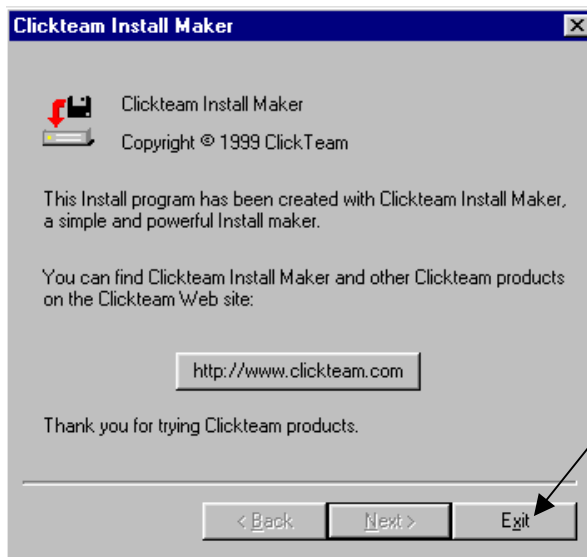 Clickteam Install Maker
Clickteam Install Maker
Copyright © 1999 ClickTeam
This Install program has been created with Clickteam Install Maker,
a simple and powerful Install maker.
You can find Clickteam Install Maker and other Clickteam products
on the Clickteam Web site:
http://www.clickteam.com
Thank you for trying Clickteam products.
< Back Next > Exit